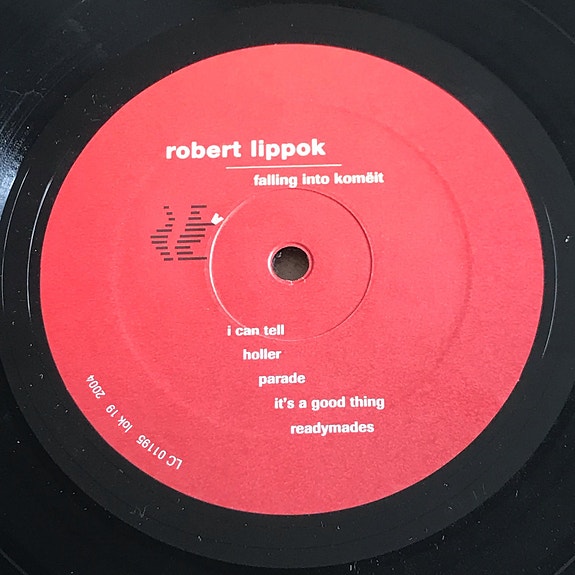 robert lippok
falling into komëit
i can tell
holler
parade
it's a good thing
readymades
LC 01195 lok 19 2004